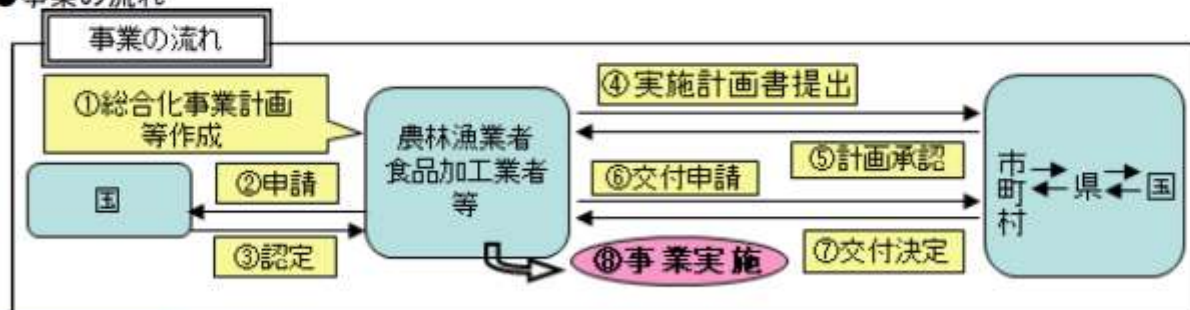 ●事業の流れ
事業の流れ
①総合化事業計画
等作成
農林漁業者
食品加工業者
等
国
②申請
③認定
④実施計画書提出
⑤計画承認
⑥交付申請
⑦交付決定
⑧事業実施
市町村
県
国